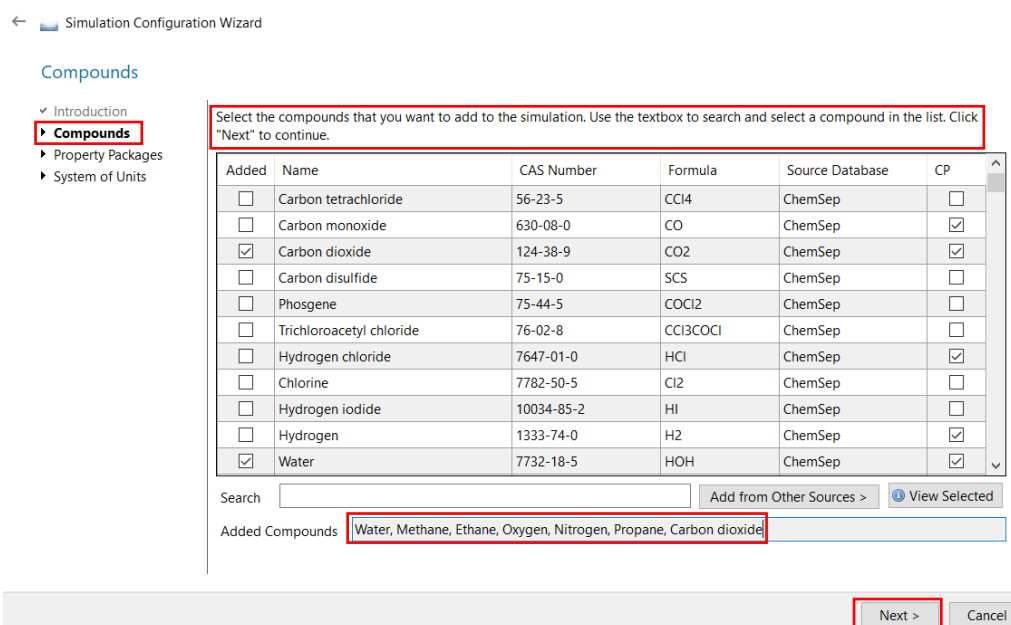 Simulation Configuration Wizard
Compounds
Introduction
Compounds
Property Packages
System of Units
Select the compounds that you want to add to the simulation. Use the textbox to search and select a compound in the list. Click
"Next" to continue.
Added Name CAS Number Formula Source Database CP
Carbon tetrachloride 56-23-5 CCl4 ChemSep
Carbon monoxide 630-08-0 CO ChemSep
Carbon dioxide 124-38-9 CO2 ChemSep
Carbon disulfide 75-15-0 SCS ChemSep
Phosgene 75-44-5 COCl2 ChemSep
Trichloroacetyl chloride 76-02-8 CCl3COCl ChemSep
Hydrogen chloride 7647-01-0 HCl ChemSep
Chlorine 7782-50-5 Cl2 ChemSep
Hydrogen iodide 10034-85-2 HI ChemSep
Hydrogen 1333-74-0 H2 ChemSep
Water 7732-18-5 HOH ChemSep
Search Add from Other Sources > View Selected
Added Compounds Water, Methane, Ethane, Oxygen, Nitrogen, Propane, Carbon dioxide
Next > Cancel